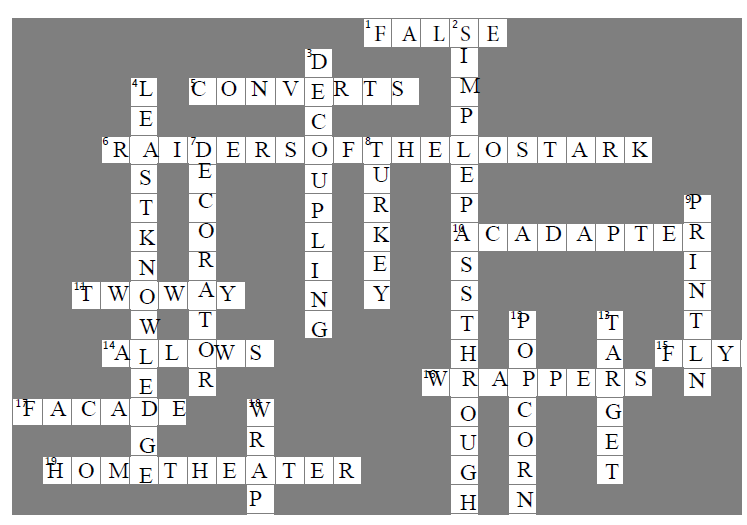 1 FALSE
2 SIMPLEPASSTHROUGH
3 DECOUPLING
4 LEASTKNOWLEDGE
5 CONVERTS
6 RAIDERSOFTHELOSTARK
7 DECORATOR
8 TURKEY
9 PRINTLN
10 ACADAPTER
11 TWOWAY
12 POPCORN
13 TARGET
14 ALLOWS
15 FLY
16 WRAPPERS
17 FACADE
18 WRAP
19 HOMETHEATER